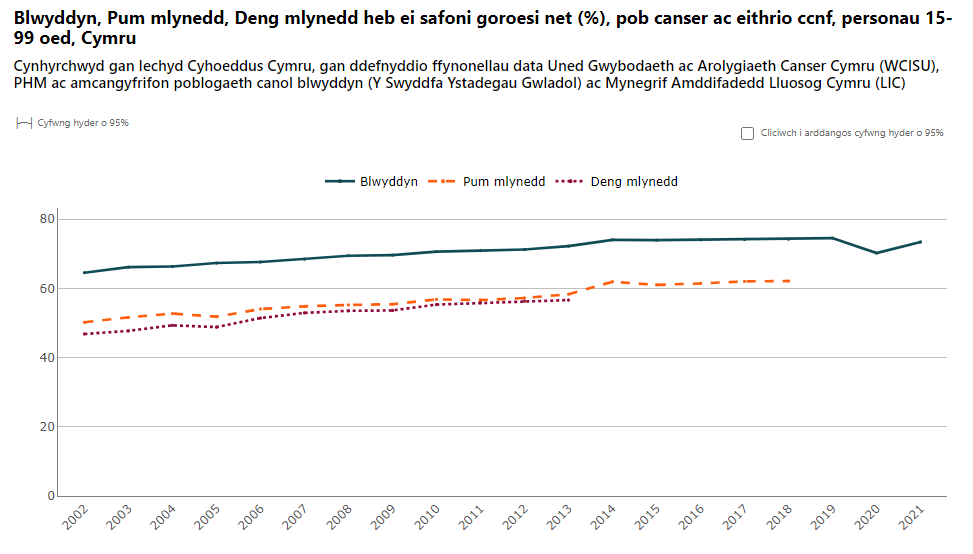 Blwyddyn, Pum mlynedd, Deng mlynedd heb ei safoni goroesi net (%), pob canser ac eithrio ccnf, personau 15-
99 oed, Cymru
Cynhyrchwyd gan Iechyd Cyhoeddus Cymru, gan ddefnyddio ffynonellau data Uned Gwybodaeth ac Arolygiaeth Canser Cymru (WCISU),
PHM ac amcangyfrifon poblogaeth canol blwyddyn (Y Swyddfa Ystadegau Gwladol) ac Mynegrif Amddifadedd Lluosog Cymru (LIC)
Cyfwng hyder o 95%
Cliciwch i arddangos cyfwng hyder o 95%
Blwyddyn Pum mlynedd Deng mlynedd
80
60
40
20
0
2002 2003 2004 2005 2006 2007 2008 2009 2010 2011 2012 2013 2014 2015 2016 2017 2018 2019 2020 2021